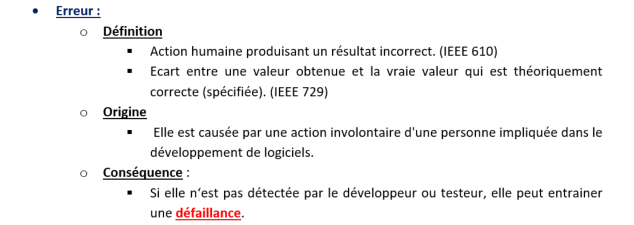 • Erreur :
o Définition
▪ Action humaine produisant un résultat incorrect. (IEEE 610)
▪ Ecart entre une valeur obtenue et la vraie valeur qui est théoriquement
correcte (spécifiée). (IEEE 729)
o Origine
▪ Elle est causée par une action involontaire d'une personne impliquée dans le
développement de logiciels.
o Conséquence :
▪ Si elle n‘est pas détectée par le développeur ou testeur, elle peut entrainer
une défaillance.